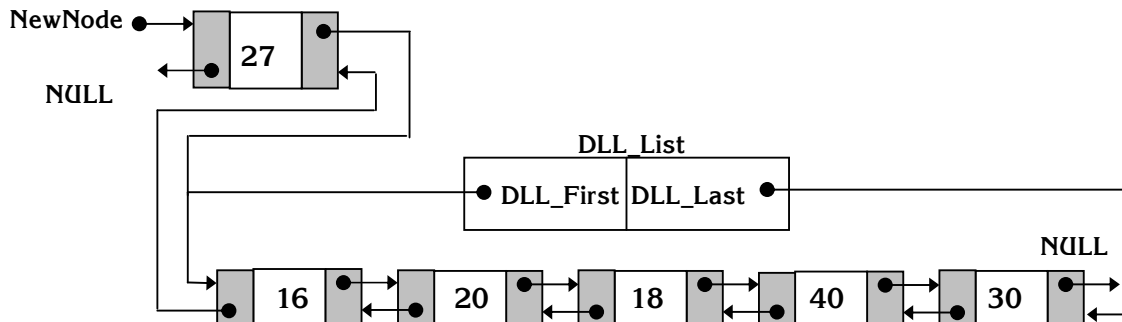 NewNode
27
NULL
DLL_List
DLL_First DLL_Last
NULL
16 20 18 40 30